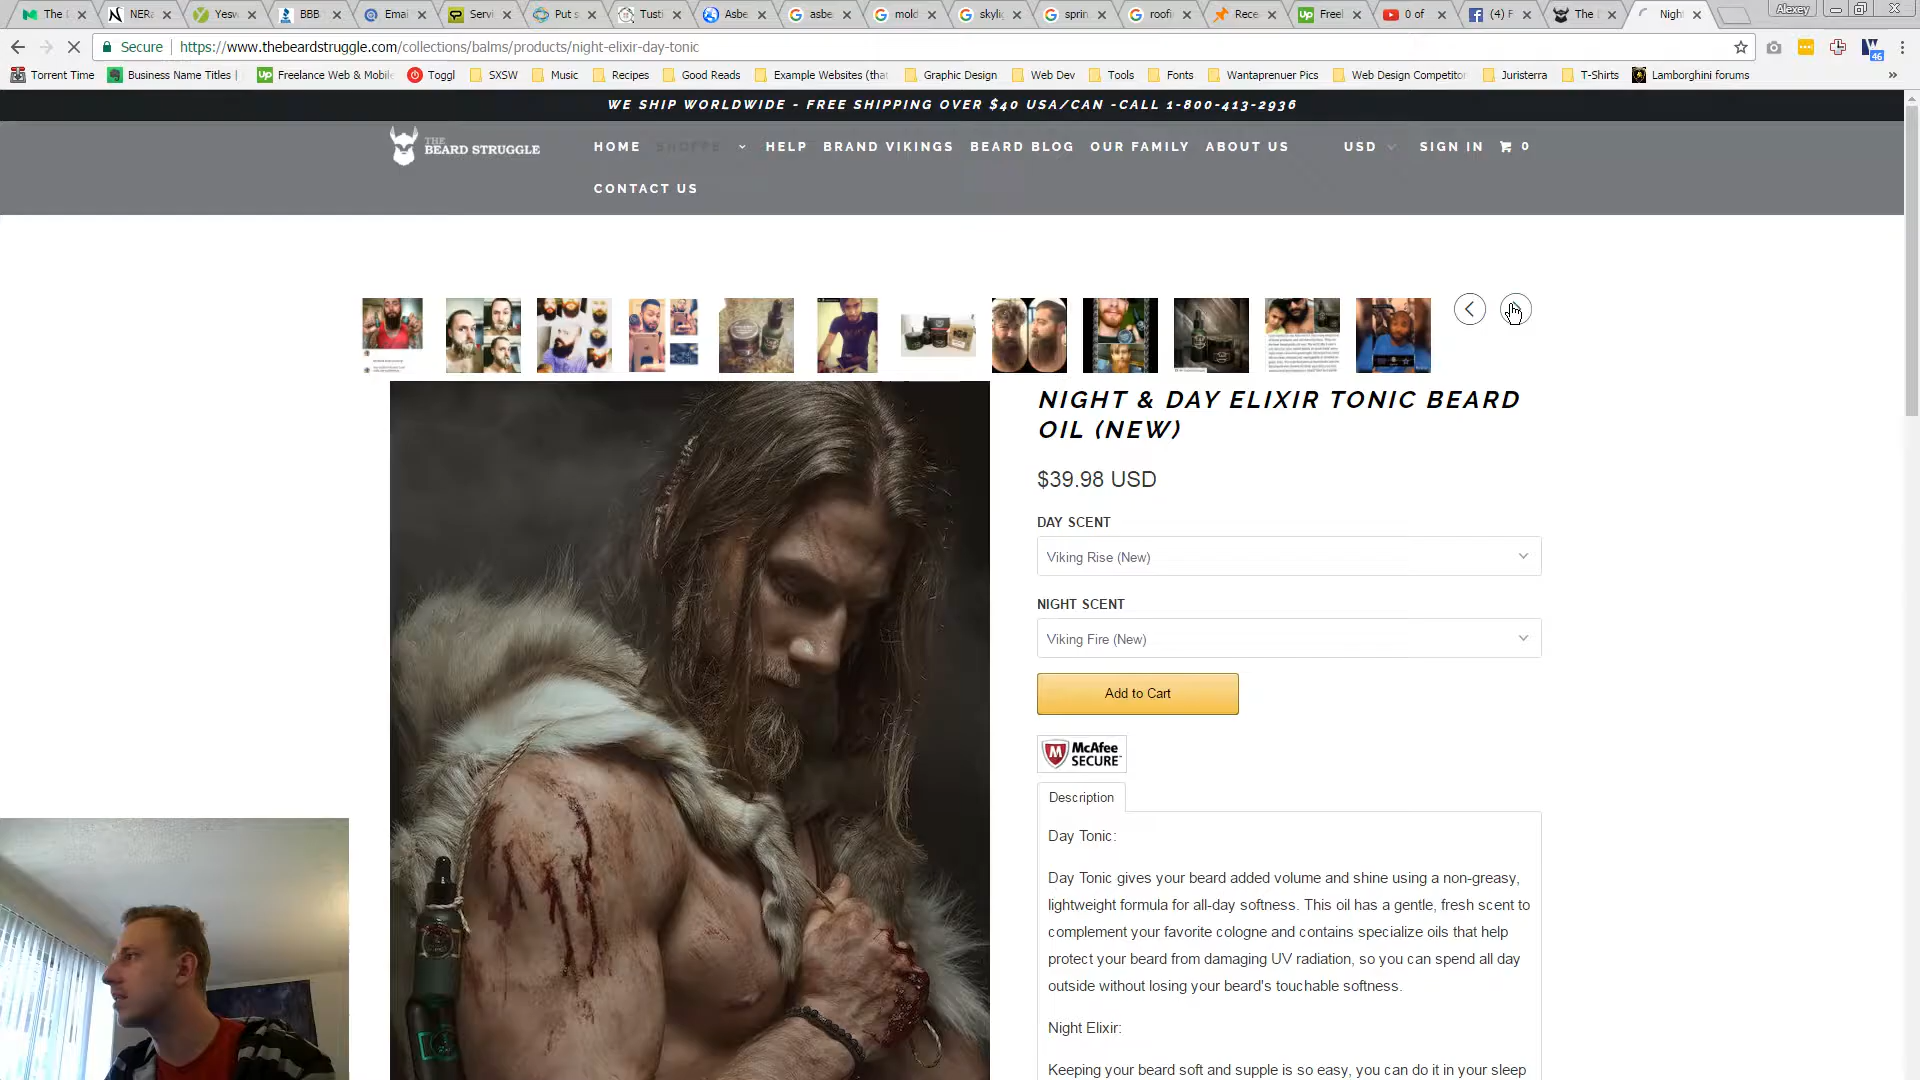 The
NER
Yesw
BBB
Emai
Servi
Put s
Tusti
Asbe
asbe
mold
skyli
sprin
roofi
Rece
Freel
0 of
(4) F
The
Nigh
Alexey
Secure
https://www.thebeardstruggle.com/collections/balms/products/night-elixir-day-tonic
46
Torrent Time
Business Name Titles |
Up
Freelance Web & Mobile
Toggl
SXSW
Music
Recipes
Good Reads
Example Websites (that
Graphic Design
Web Dev
Tools
Fonts
Wantaprenuer Pics
Web Design Competitor
Juristerra
T-Shirts
Lamborghini forums
WE SHIP WORLDWIDE - FREE SHIPPING OVER $40 USA/CAN -CALL 1-800-413-2936
THE
BEARD STRUGGLE
HOME
SHOPPE
HELP
BRAND VIKINGS
BEARD BLOG
OUR FAMILY
ABOUT US
USD
SIGN IN
0
CONTACT US
NIGHT & DAY ELIXIR TONIC BEARD
OIL (NEW)
$39.98 USD
DAY SCENT
Viking Rise (New)
NIGHT SCENT
Viking Fire (New)
Add to Cart
McAfee
SECURE
Description
Day Tonic:
Day Tonic gives your beard added volume and shine using a non-greasy,
lightweight formula for all-day softness. This oil has a gentle, fresh scent to
complement your favorite cologne and contains specialize oils that help
protect your beard from damaging UV radiation, so you can spend all day
outside without losing your beard's touchable softness.
Night Elixir:
Keeping your beard soft and supple is so easy, you can do it in your sleep